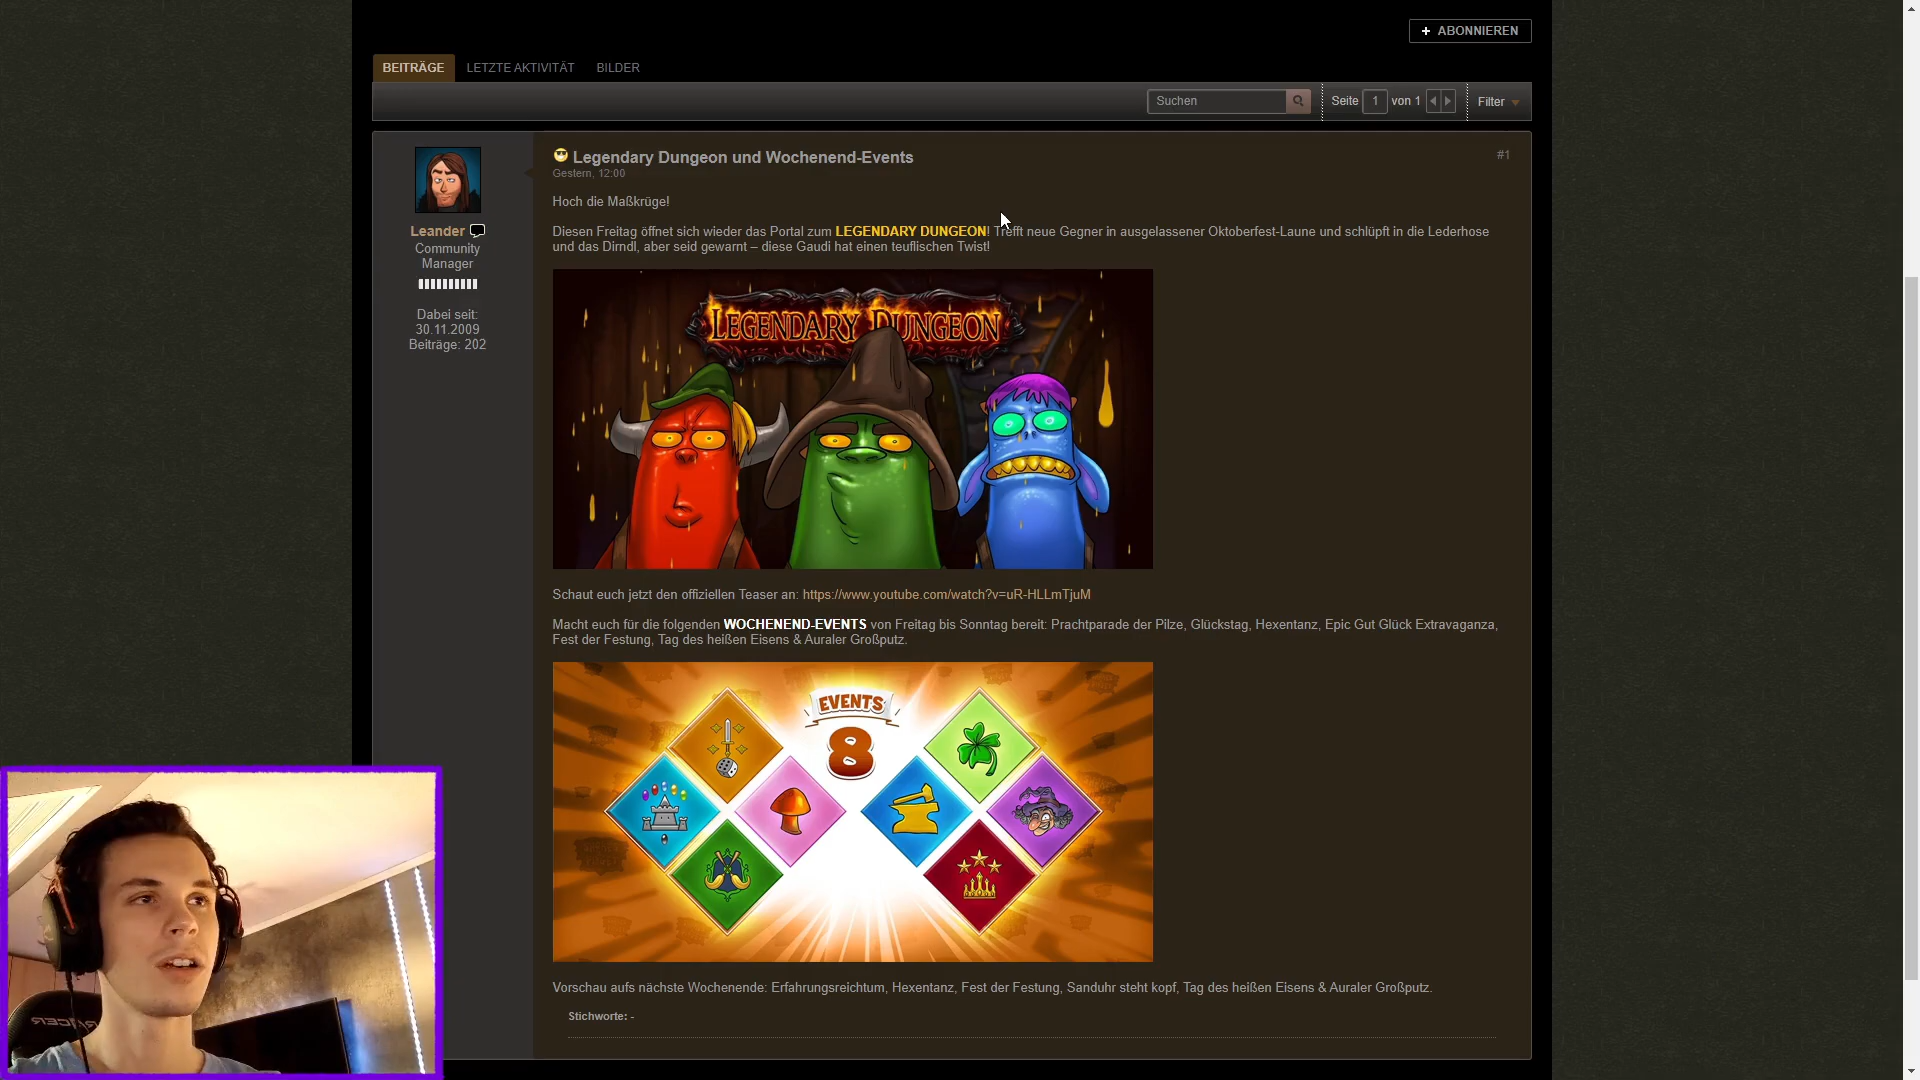 + ABONNIEREN
BEITRÄGE LETZTE AKTIVITÄT BILDER
Suchen Seite 1 von 1 Filter
Legendary Dungeon und Wochenend-Events #1
Gestern, 12:00
Hoch die Maßkrüge!
Leander
Community
Manager
Dabei seit:
30.11.2009
Beiträge: 202
Diesen Freitag öffnet sich wieder das Portal zum LEGENDARY DUNGEON! Trefft neue Gegner in ausgelassener Oktoberfest-Laune und schlüpft in die Lederhose
und das Dirndl, aber seid gewarnt – diese Gaudi hat einen teuflischen Twist!
LEGENDARY DUNGEON
Schaut euch jetzt den offiziellen Teaser an: https://www.youtube.com/watch?v=uR-HLLmTjuM
Macht euch für die folgenden WOCHENEND-EVENTS von Freitag bis Sonntag bereit: Prachtparade der Pilze, Glückstag, Hexentanz, Epic Gut Glück Extravaganza,
Fest der Festung, Tag des heißen Eisens & Auraler Großputz.
EVENTS
8
Vorschau aufs nächste Wochenende: Erfahrungsreichtum, Hexentanz, Fest der Festung, Sanduhr steht kopf, Tag des heißen Eisens & Auraler Großputz.
Stichworte: -